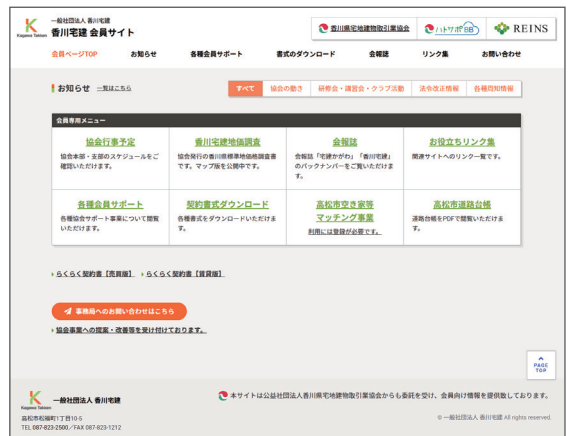 一般社団法人 香川宅建
香川宅建 会員サイト
Kagawa Takken
香川県宅地建物取引業協会
ハトサポBB
REINS
会員ページTOP
お知らせ
各種会員サポート
書式のダウンロード
会報誌
リンク集
お問い合わせ
お知らせ 一覧はこちら
すべて
協会の動き
研修会・講習会・クラブ活動
法令改正情報
各種周知情報
会員専用メニュー
協会行事予定
協会本部・支部のスケジュールをご
確認いただけます。
香川宅建地価調査
協会発行の香川県標準地価格調査書
です。マップ版を公開中です。
会報誌
会報誌「宅建かがわ」「香川宅建」
のバックナンバーをご覧いただけま
す。
お役立ちリンク集
関連サイトへのリンク一覧です。
各種会員サポート
各種協会サポート事業について閲覧
いただけます。
契約書式ダウンロード
各種書式をダウンロードいただけま
す。
高松市空き家等
マッチング事業
利用には登録が必要です。
高松市道路台帳
道路台帳をPDFで閲覧いただけま
す。
らくらく契約書【売買版】
らくらく契約書【賃貸版】
事務局へのお問い合わせはこちら
協会事業への提案・改善等を受け付けております。
PAGE
TOP
Kagawa Takken
一般社団法人 香川宅建
高松市松福町1丁目10-5
TEL 087-823-2500／FAX 087-823-1212
本サイトは公益社団法人香川県宅地建物取引業協会からも委託を受け、会員向け情報を提供致しております。
© 一般社団法人 香川宅建 All rights reserved.